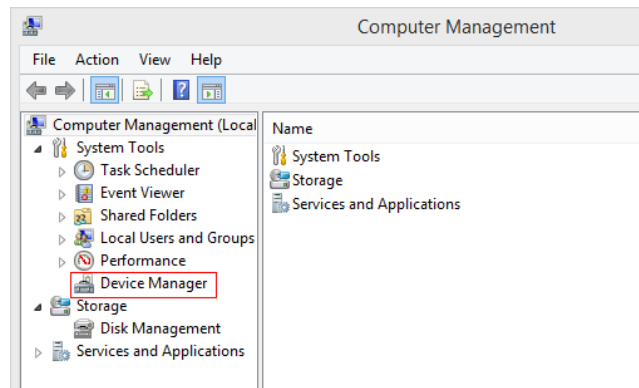 Computer Management
File Action View Help
Computer Management (Local
System Tools
Task Scheduler
Event Viewer
Shared Folders
Local Users and Groups
Performance
Device Manager
Storage
Disk Management
Services and Applications
Name
System Tools
Storage
Services and Applications